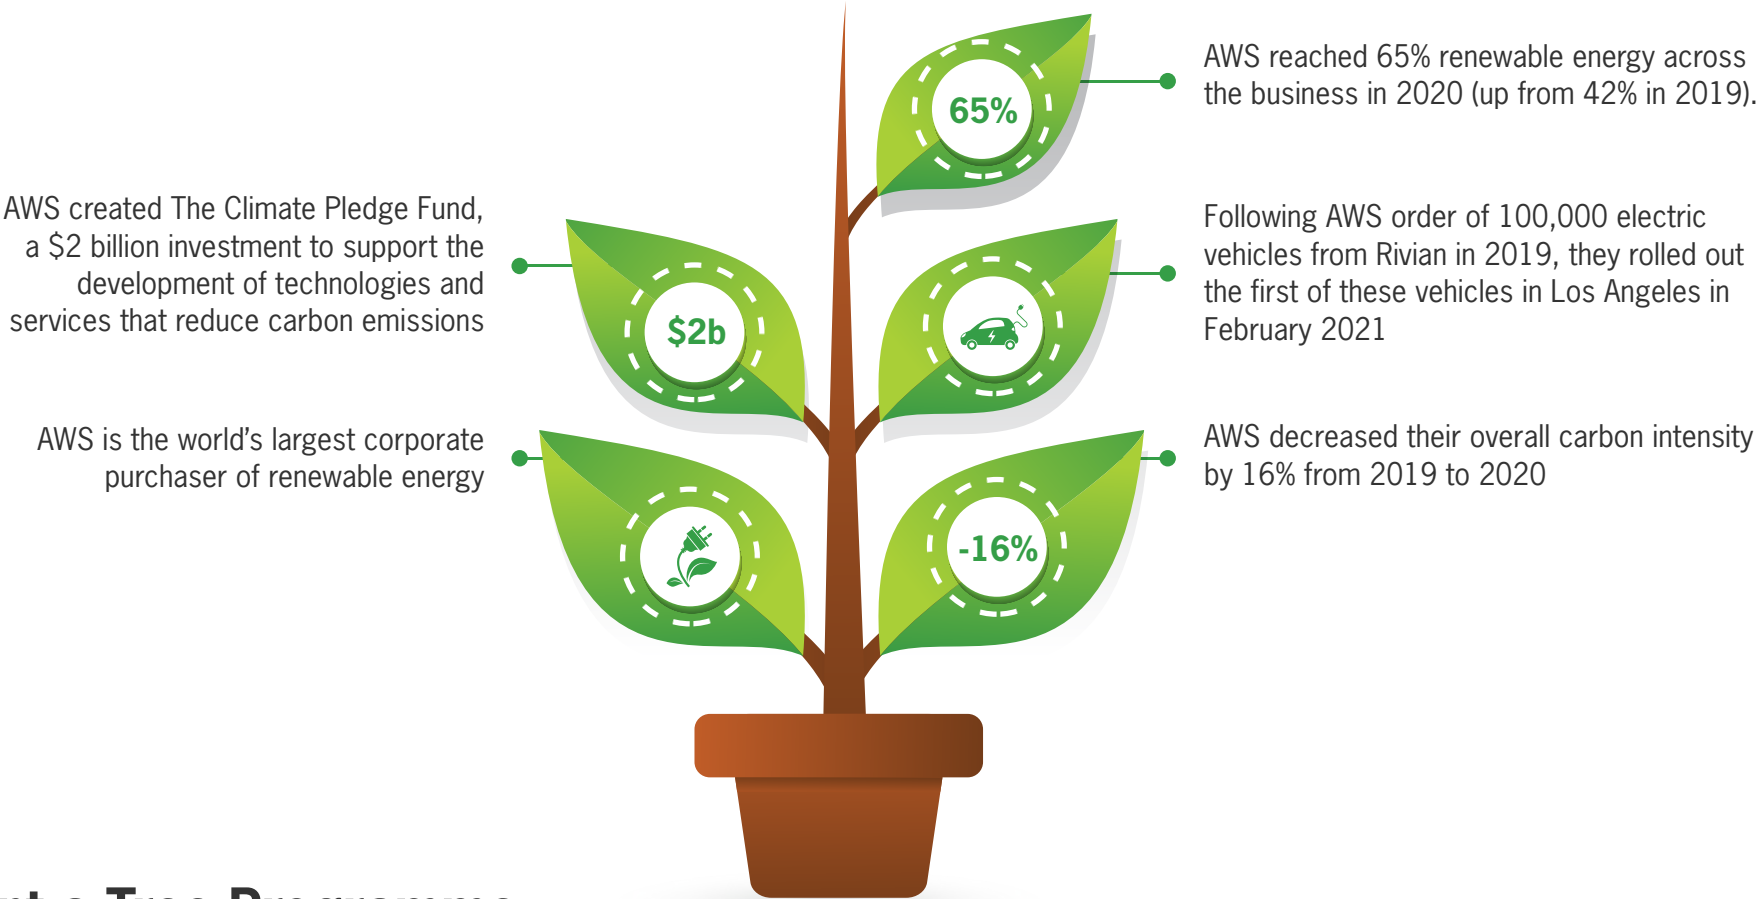 65%
AWS reached 65% renewable energy across
the business in 2020 (up from 42% in 2019).
AWS created The Climate Pledge Fund,
a $2 billion investment to support the
development of technologies and
services that reduce carbon emissions
$2b
Following AWS order of 100,000 electric
vehicles from Rivian in 2019, they rolled out
the first of these vehicles in Los Angeles in
February 2021
AWS is the world’s largest corporate
purchaser of renewable energy
-16%
AWS decreased their overall carbon intensity
by 16% from 2019 to 2020
a Tree Programme